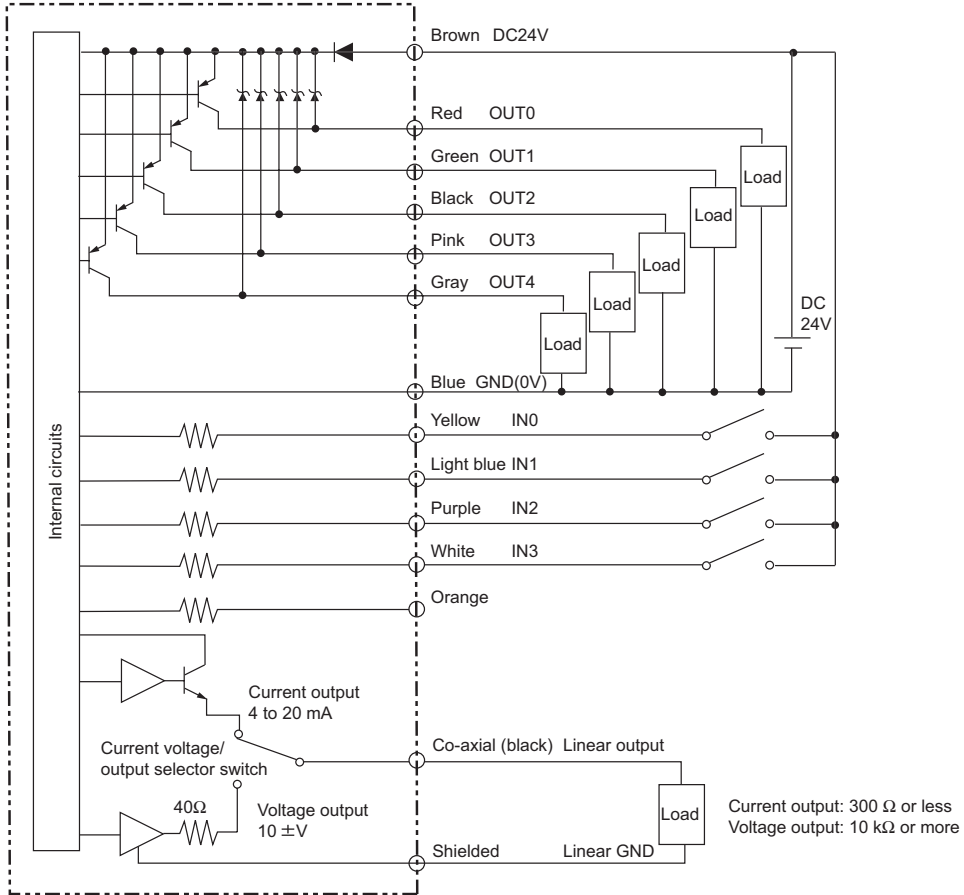 Brown DC24V
Red OUT0
Load
Green OUT1
Load
Black OUT2
Load
Pink OUT3
Load
Gray OUT4
Load
DC
24V
Blue GND(0V)
Internal circuits
Yellow IN0
Light blue IN1
Purple IN2
White IN3
Orange
Current output
4 to 20 mA
Current voltage/
output selector switch
Co-axial (black) Linear output
40Ω
Voltage output
10 ±V
Load
Current output: 300 Ω or less
Voltage output: 10 kΩ or more
Shielded Linear GND